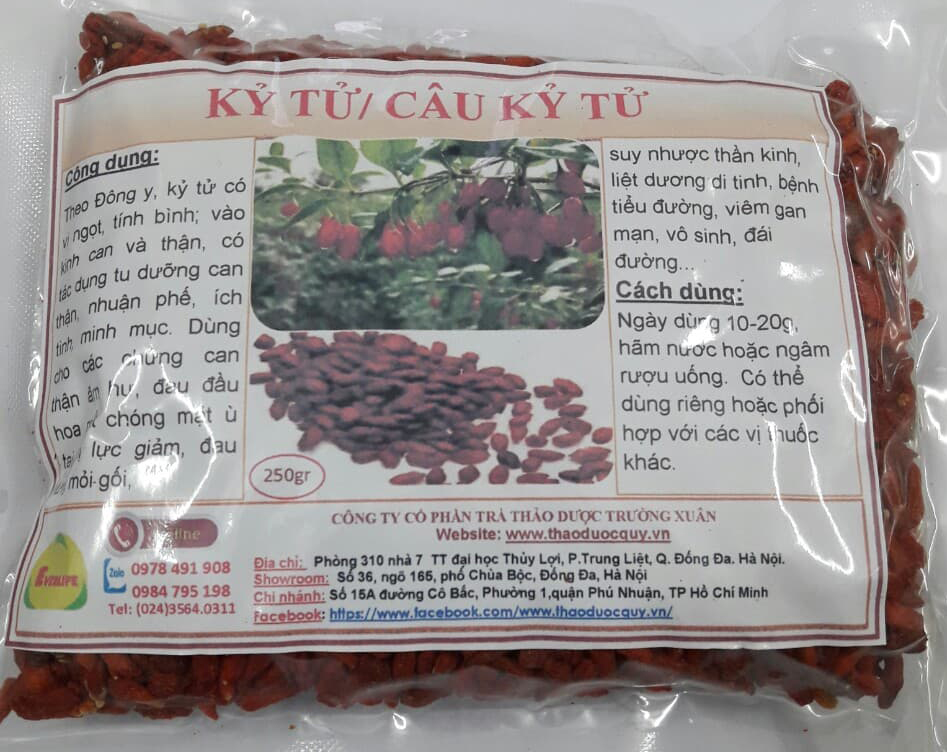 KỶ TỬ/ CÂU KỶ TỬ
Công dụng:
Theo Đông y, kỷ tử có
vị ngọt, tính bình; vào
kinh can và thận, có
tác dụng tu dưỡng can
thận, nhuận phế, ích
tinh, minh mục. Dùng
cho các chứng can
thận âm hư, đau đầu
hoa chóng mặt ù
lực giảm, đau
mỏi gối,
suy nhược thần kinh,
liệt dương di tinh, bệnh
tiểu đường, viêm gan
mạn, vô sinh, đái
đường...
Cách dùng:
Ngày dùng 10-20g,
hãm nước hoặc ngâm
rượu uống. Có thể
dùng riêng hoặc phối
hợp với các vị thuốc
khác.
250gr
EVERLIFE
Hotline
Zalo
0978 491 908
0984 795 198
Tel: (024)3564.0311
CÔNG TY CỔ PHẦN TRÀ THẢO DƯỢC TRƯỜNG XUÂN
Website: www.thaoduocquy.vn
Địa chỉ: Phòng 310 nhà 7 TT đại học Thủy Lợi, P.Trung Liệt, Q. Đống Đa. Hà Nội.
Showroom: Số 36, ngõ 165, phố Chùa Bộc, Đống Đa, Hà Nội
Chi nhánh: Số 15A đường Cô Bắc, Phường 1,quận Phú Nhuận, TP Hồ Chí Minh
Facebook: https://www.facebook.com/www.thaoduocquy.vn/